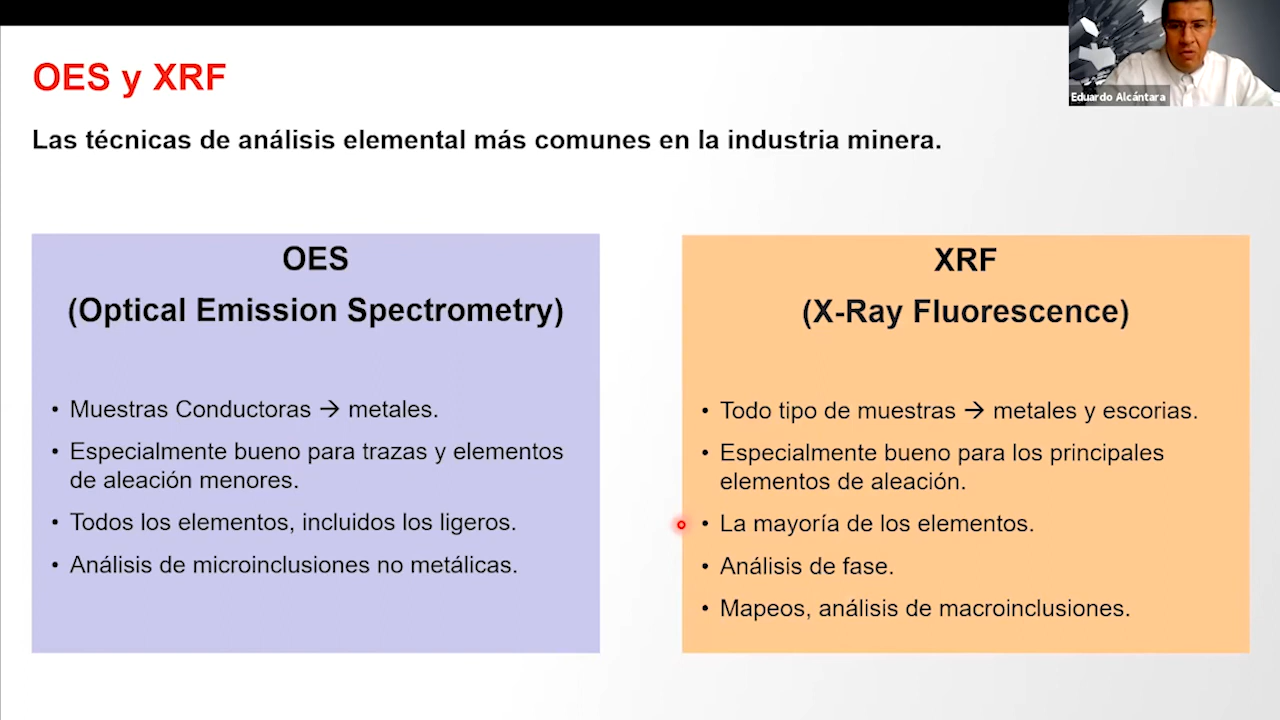 OES y XRF
Eduardo Alcántara
Las técnicas de análisis elemental más comunes en la industria minera.
OES
(Optical Emission Spectrometry)
• Muestras Conductoras → metales.
• Especialmente bueno para trazas y elementos
de aleación menores.
• Todos los elementos, incluidos los ligeros.
• Análisis de microinclusiones no metálicas.
XRF
(X-Ray Fluorescence)
• Todo tipo de muestras → metales y escorias.
• Especialmente bueno para los principales
elementos de aleación.
• La mayoría de los elementos.
• Análisis de fase.
• Mapeos, análisis de macroinclusiones.